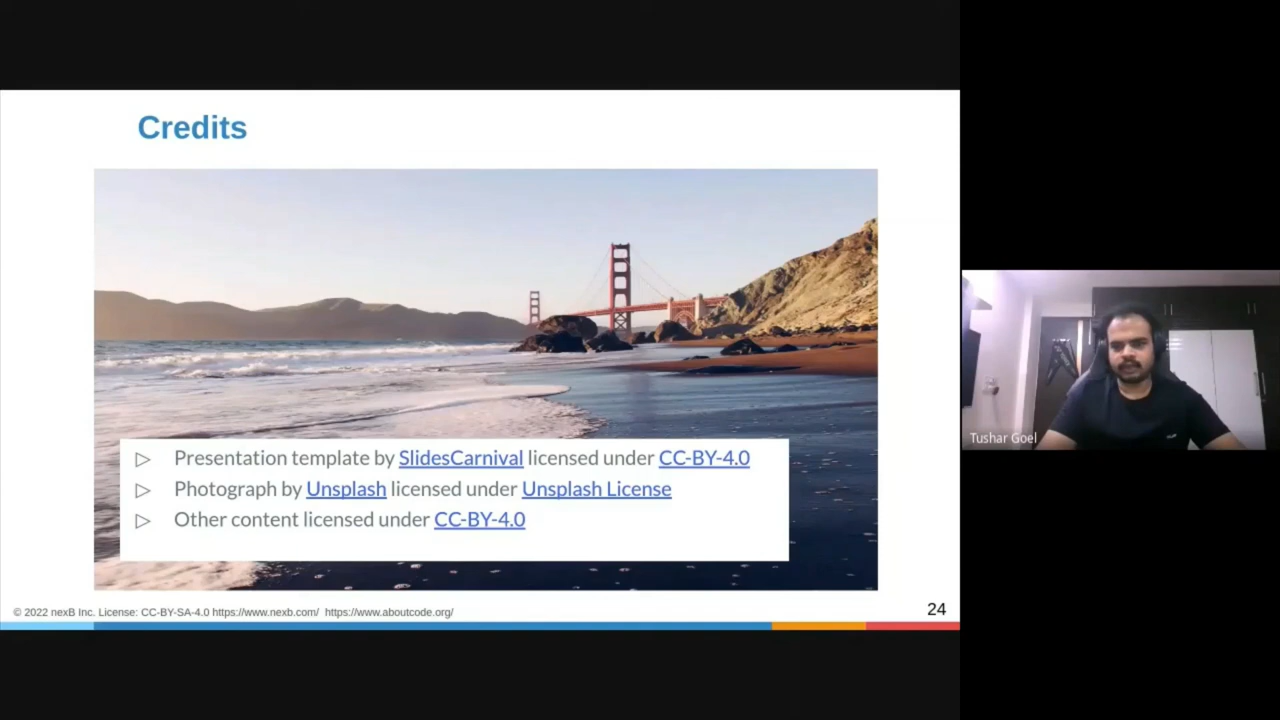 Credits
▷ Presentation template by SlidesCarnival licensed under CC-BY-4.0
▷ Photograph by Unsplash licensed under Unsplash License
▷ Other content licensed under CC-BY-4.0
© 2022 nexB Inc. License: CC-BY-SA-4.0 https://www.nexb.com/ https://www.aboutcode.org/
24
Tushar Goel